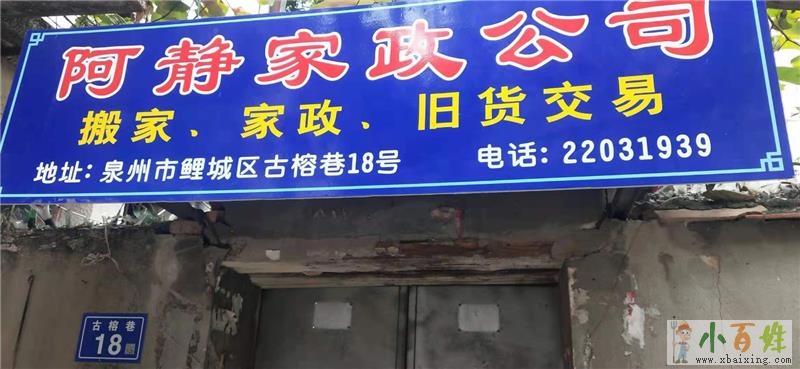 阿静家政公司
搬家、家政、旧货交易
地址:泉州市鲤城区古榕巷18号 电话:22031939
古榕巷
18
小百姓
www.xbaixing.com